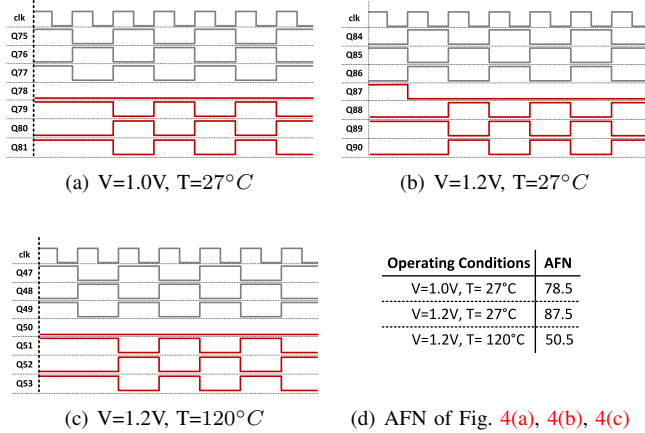 clk
Q75
Q76
Q77
Q78
Q79
Q80
Q81
(a) V=1.0V, T=27°C
clk
Q84
Q85
Q86
Q87
Q88
Q89
Q90
(b) V=1.2V, T=27°C
clk
Q47
Q48
Q49
Q50
Q51
Q52
Q53
(c) V=1.2V, T=120°C
Operating Conditions AFN
V=1.0V, T= 27°C 78.5
V=1.2V, T= 27°C 87.5
V=1.2V, T= 120°C 50.5
(d) AFN of Fig. 4(a), 4(b), 4(c)